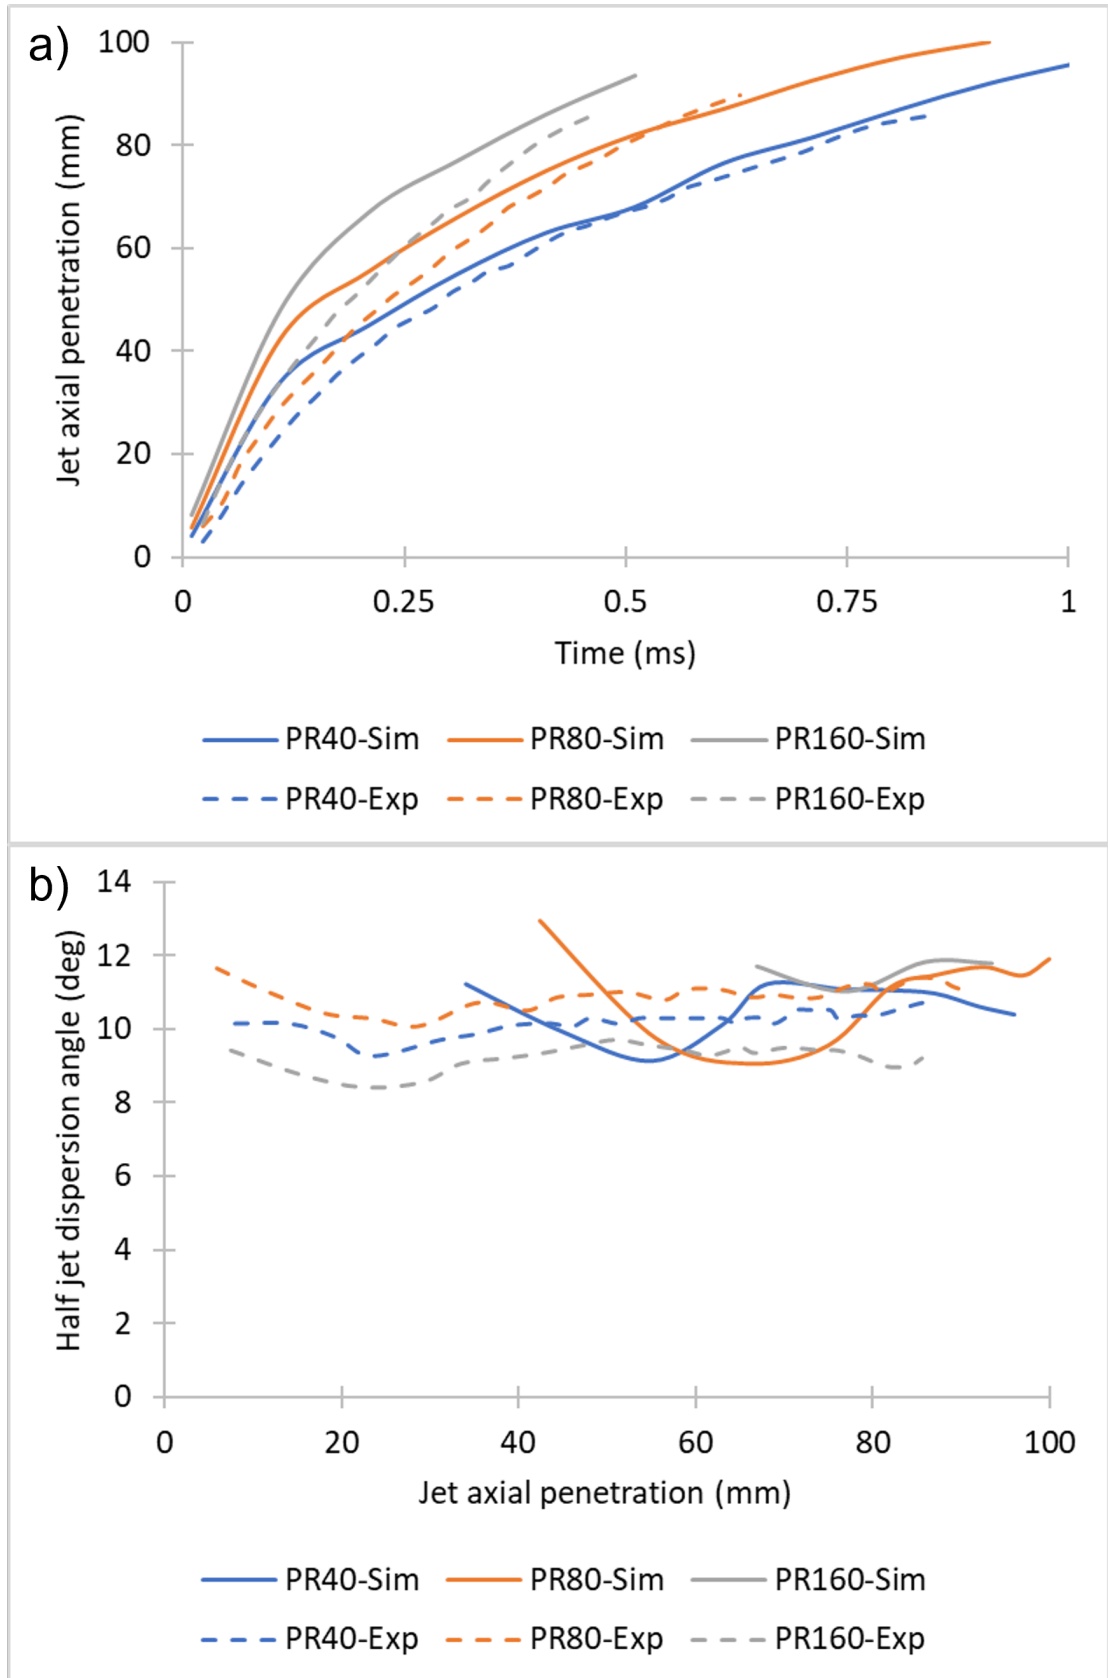 a)
100
80
60
40
20
0
Jet axial penetration (mm)
0 0.25 0.5 0.75 1
Time (ms)
PR40-Sim PR80-Sim PR160-Sim
PR40-Exp PR80-Exp PR160-Exp
b)
14
12
10
8
6
4
2
0
Half jet dispersion angle (deg)
0 20 40 60 80 100
Jet axial penetration (mm)
PR40-Sim PR80-Sim PR160-Sim
PR40-Exp PR80-Exp PR160-Exp